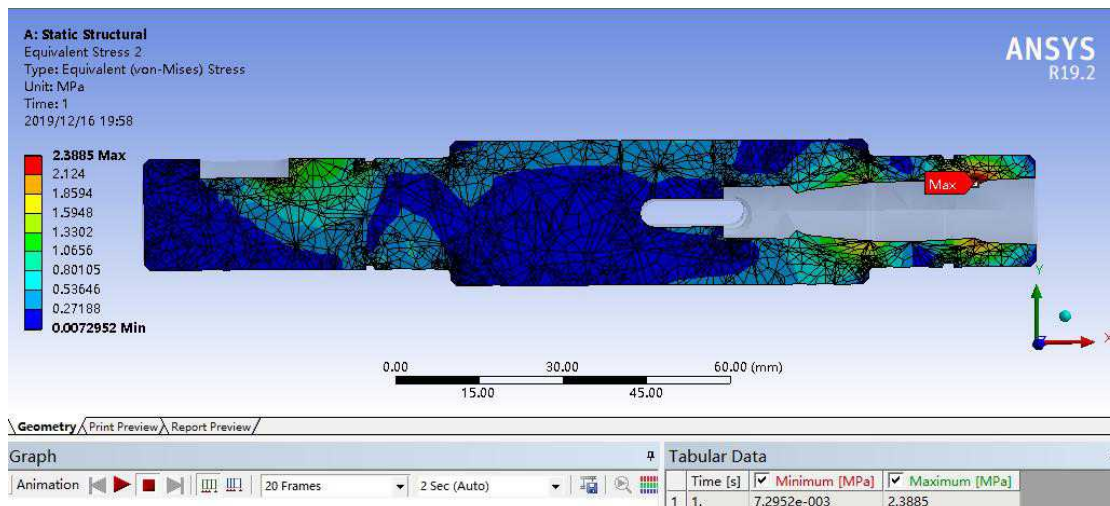 A: Static Structural
Equivalent Stress 2
Type: Equivalent (von-Mises) Stress
Unit: MPa
Time: 1
2019/12/16 19:58
ANSYS
R19.2
2.3885 Max
2.124
1.8594
1.5948
1.3302
1.0656
0.80105
0.53646
0.27188
0.0072952 Min
Max
Y
X
0.00 30.00 60.00 (mm)
15.00 45.00
Geometry Print Preview Report Preview
Graph
Tabular Data
Animation 20 Frames 2 Sec (Auto)
Time [s] Minimum [MPa] Maximum [MPa]
1 1. 7.2952e-003 2.3885